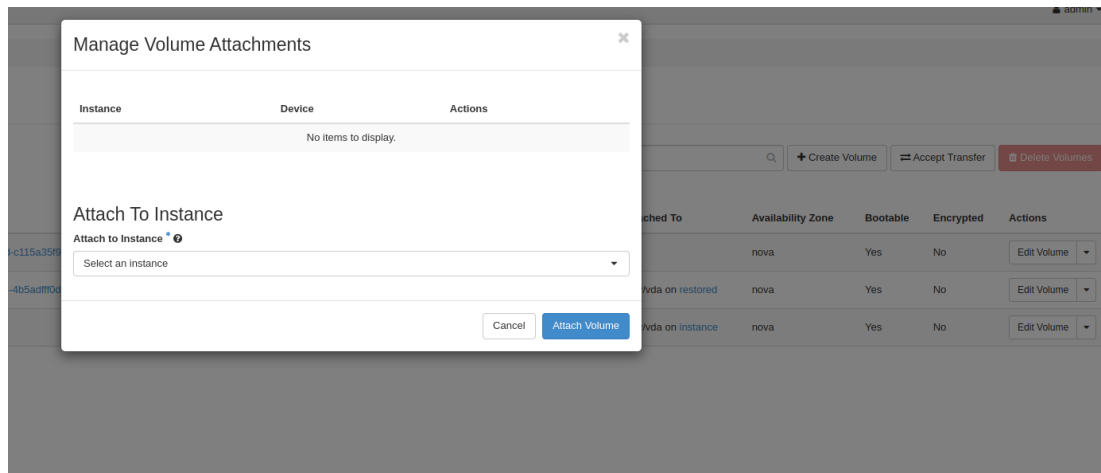 admin
Manage Volume Attachments
×
Instance Device Actions
No items to display.
Create Volume Accept Transfer Delete Volumes
Attach To Instance
Attach to Instance *
Select an instance
Cancel Attach Volume
ched To Availability Zone Bootable Encrypted Actions
-c115a35f9 nova Yes No Edit Volume
-4b5adfff0d /vda on restored nova Yes No Edit Volume
/vda on instance nova Yes No Edit Volume